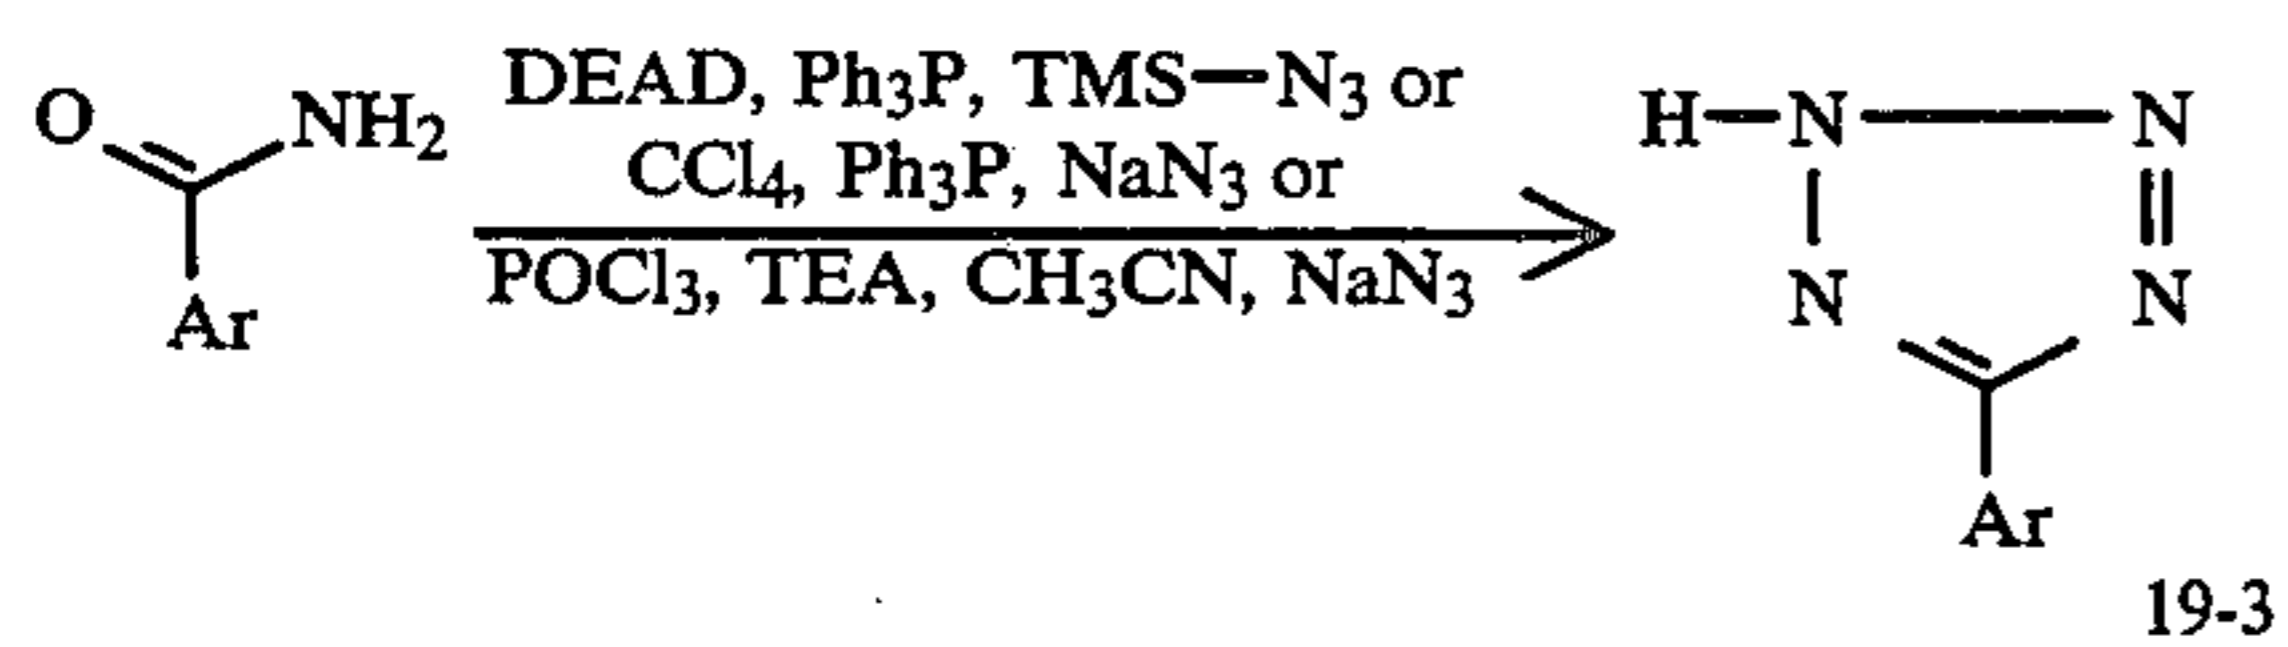 O NH₂ DEAD, Ph₃P, TMS—N₃ or H—N N
CCl₄, Ph₃P, NaN₃ or
POCl₃, TEA, CH₃CN, NaN₃ N N
Ar
Ar
19-3